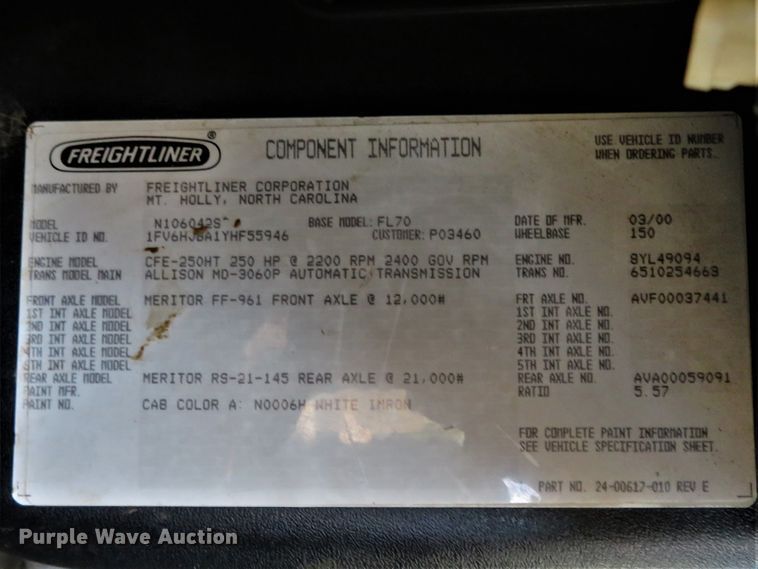 FREIGHTLINER ®
COMPONENT INFORMATION
USE VEHICLE ID NUMBER
WHEN ORDERING PARTS.
MANUFACTURED BY FREIGHTLINER CORPORATION
MT. HOLLY, NORTH CAROLINA
MODEL N106042S BASE MODEL: FL70 DATE OF MFR. 03/00
VEHICLE ID NO. 1FV6HJBA1YHF55946 CUSTOMER: P03460 WHEELBASE 150
ENGINE MODEL CFE-250HT 250 HP @ 2200 RPM 2400 GOV RPM ENGINE NO. 8YL49094
TRANS MODEL MAIN ALLISON MD-3060P AUTOMATIC TRANSMISSION TRANS NO. 6510254663
FRONT AXLE MODEL MERITOR FF-961 FRONT AXLE @ 12,000# FRT AXLE NO. AVF00037441
1ST INT AXLE MODEL 1ST INT AXLE NO.
2ND INT AXLE MODEL 2ND INT AXLE NO.
3RD INT AXLE MODEL 3RD INT AXLE NO.
4TH INT AXLE MODEL 4TH INT AXLE NO.
5TH INT AXLE MODEL 5TH INT AXLE NO.
REAR AXLE MODEL MERITOR RS-21-145 REAR AXLE @ 21,000# REAR AXLE NO. AVA00059091
PAINT MFR. RATIO 5.57
PAINT NO. CAB COLOR A: N0006H WHITE IMRON
FOR COMPLETE PAINT INFORMATION
SEE VEHICLE SPECIFICATION SHEET.
PART NO. 24-00617-010 REV E
Purple Wave Auction